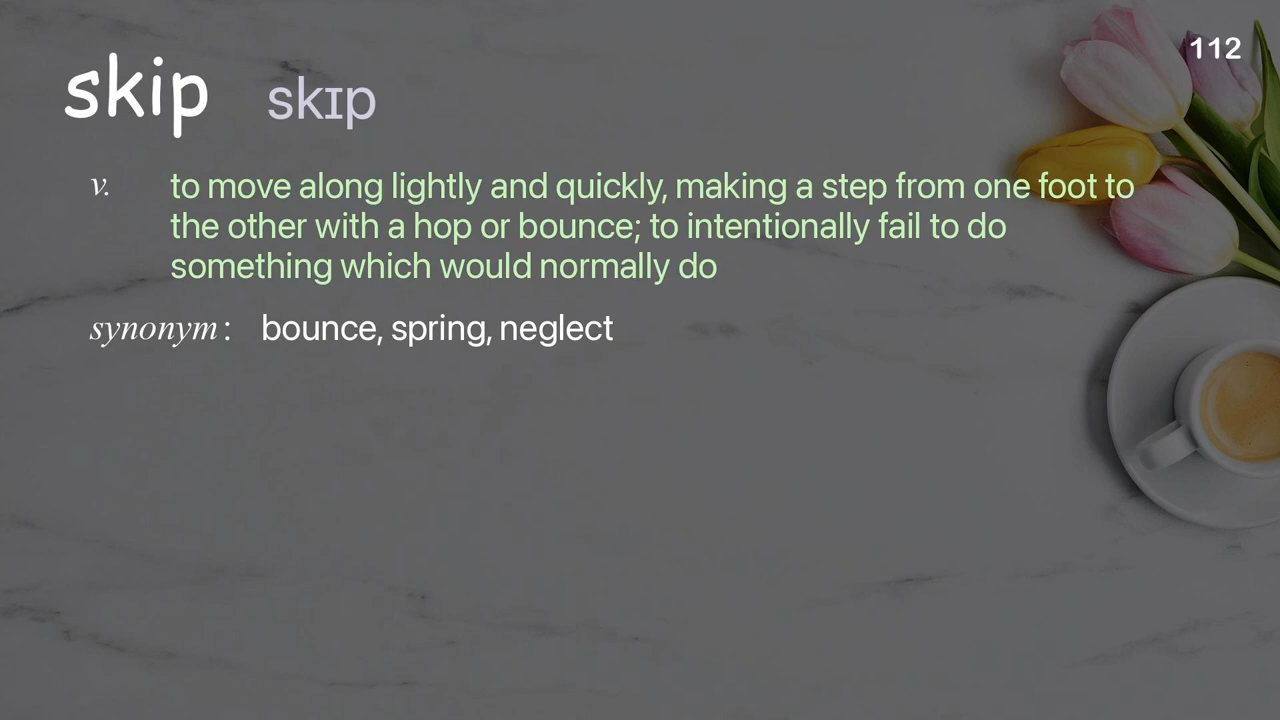 112
skip skɪp
v. to move along lightly and quickly, making a step from one foot to
the other with a hop or bounce; to intentionally fail to do
something which would normally do
synonym: bounce, spring, neglect